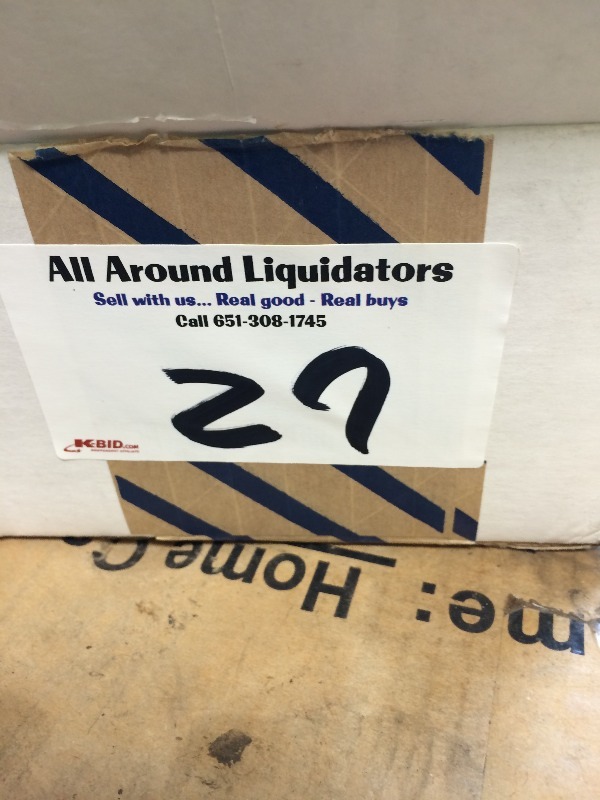 All Around Liquidators
Sell with us... Real good - Real buys
Call 651-308-1745
27
K-BID.COM
me: Home Co